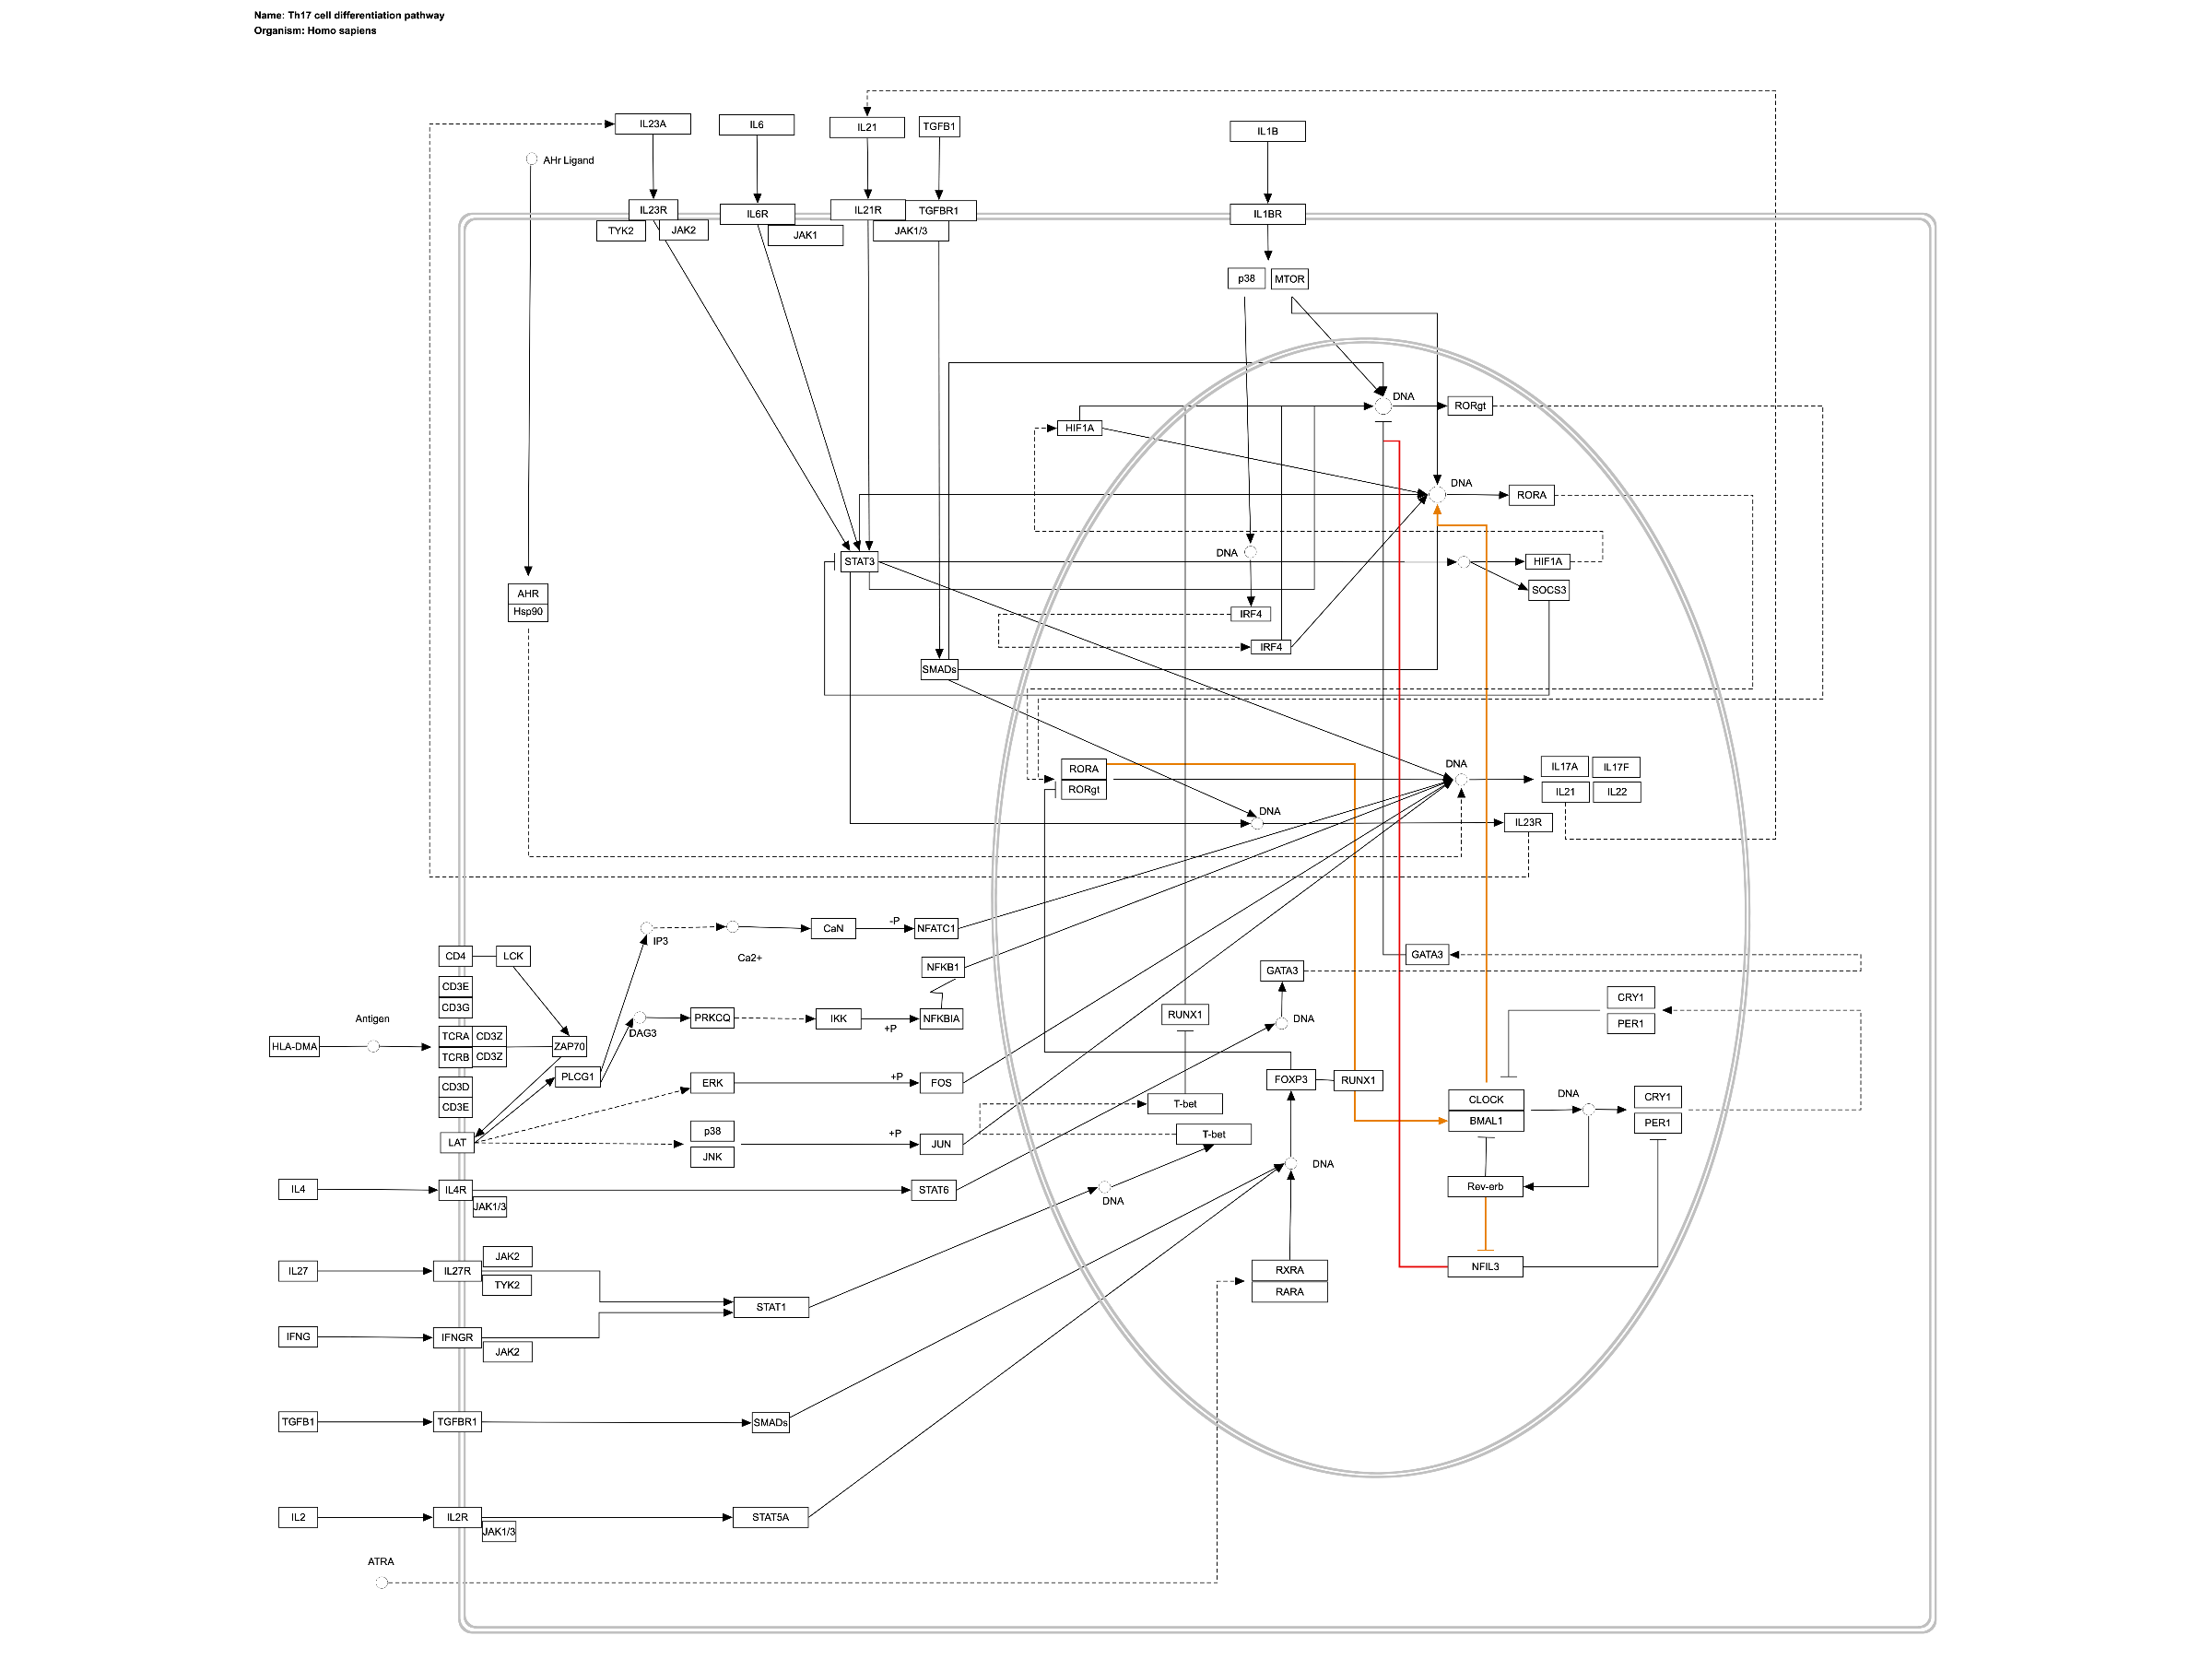 Name: Th17 cell differentiation pathway
Organism: Homo sapiens
IL23A
IL6
IL21
TGFB1
IL1B
AHr Ligand
IL23R
IL6R
IL21R
TGFBR1
IL1BR
TYK2
JAK2
JAK1
JAK1/3
p38
MTOR
DNA
RORgt
HIF1A
DNA
RORA
DNA
STAT3
HIF1A
SOCS3
AHR
Hsp90
IRF4
IRF4
SMADs
RORA
RORgt
DNA
IL17A
IL17F
IL21
IL22
DNA
IL23R
IP3
Ca2+
CaN
-P
NFATC1
CD4
LCK
NFKB1
GATA3
GATA3
CD3E
CD3G
Antigen
DAG3
PRKCQ
IKK
+P
NFKBIA
RUNX1
DNA
CRY1
PER1
HLA-DMA
TCRA
CD3Z
TCRB
CD3Z
ZAP70
PLCG1
CD3D
CD3E
ERK
+P
FOS
FOXP3
RUNX1
CLOCK
BMAL1
DNA
CRY1
PER1
T-bet
T-bet
LAT
p38
JNK
+P
JUN
DNA
IL4
IL4R
JAK1/3
STAT6
DNA
Rev-erb
IL27
IL27R
JAK2
TYK2
RXRA
RARA
NFIL3
STAT1
IFNG
IFNGR
JAK2
TGFB1
TGFBR1
SMADs
IL2
IL2R
JAK1/3
STAT5A
ATRA